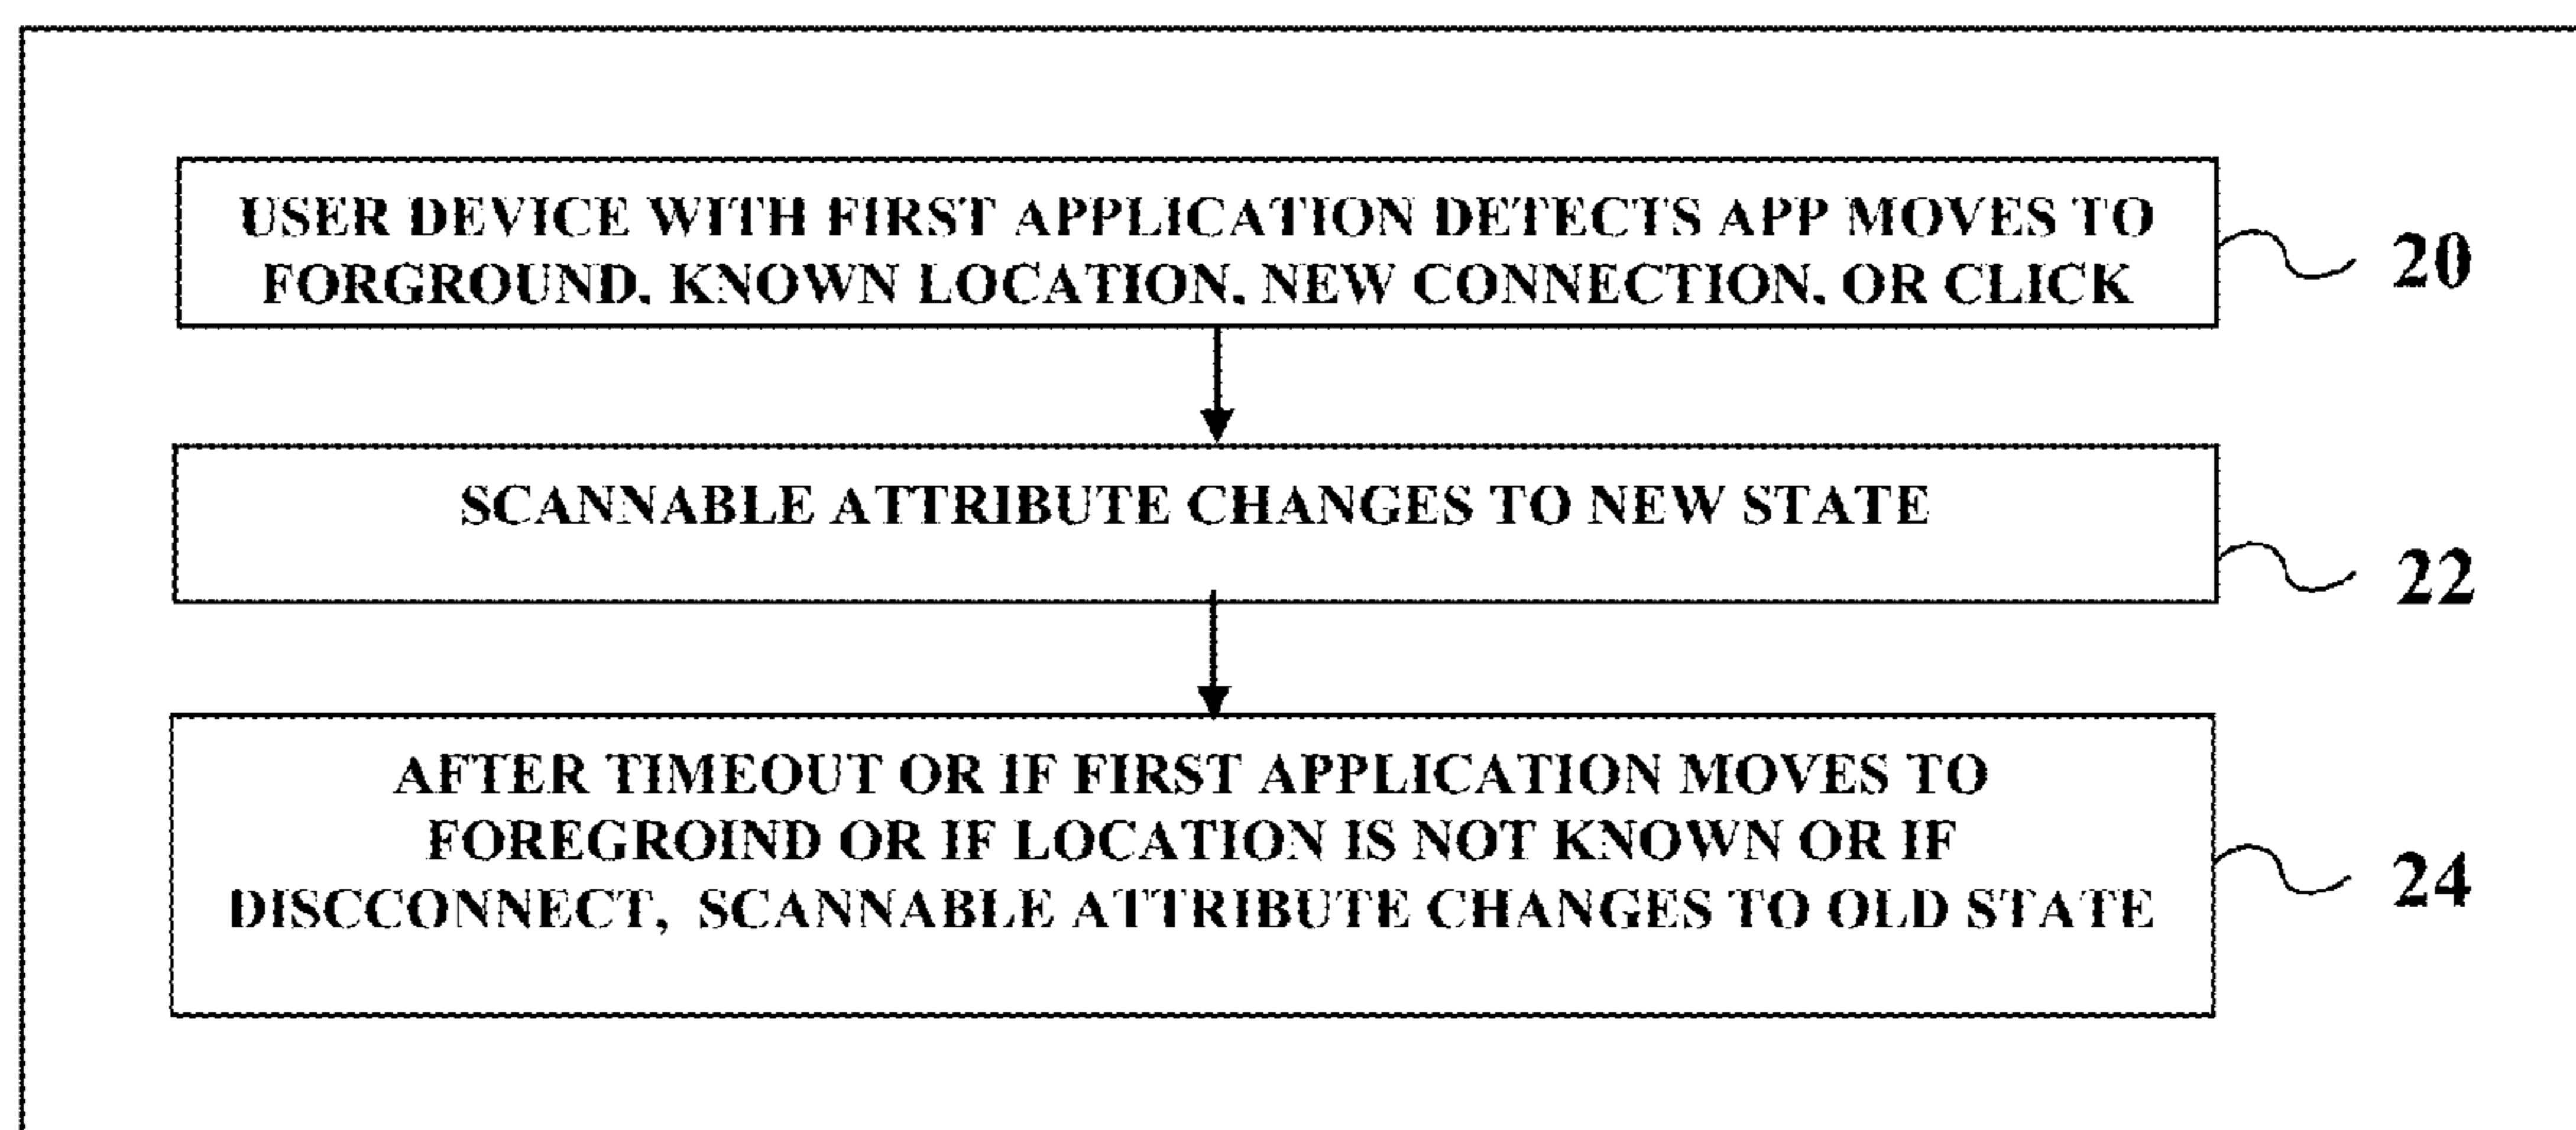 USER DEVICE WITH FIRST APPLICATION DETECTS APP MOVES TO
FORGROUND, KNOWN LOCATION, NEW CONNECTION, OR CLICK
20
SCANNABLE ATTRIBUTE CHANGES TO NEW STATE
22
AFTER TIMEOUT OR IF FIRST APPLICATION MOVES TO
FOREGROIND OR IF LOCATION IS NOT KNOWN OR IF
DISCCONNECT, SCANNABLE ATTRIBUTE CHANGES TO OLD STATE
24